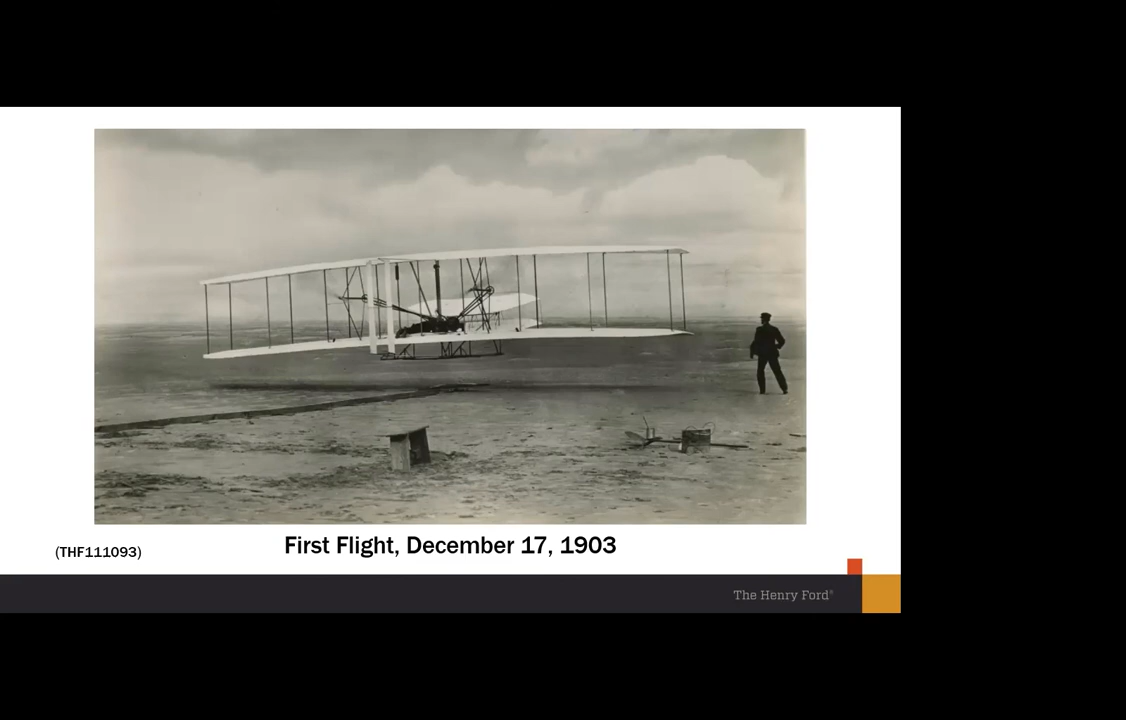 First Flight, December 17, 1903
(THF111093)
The Henry Ford®